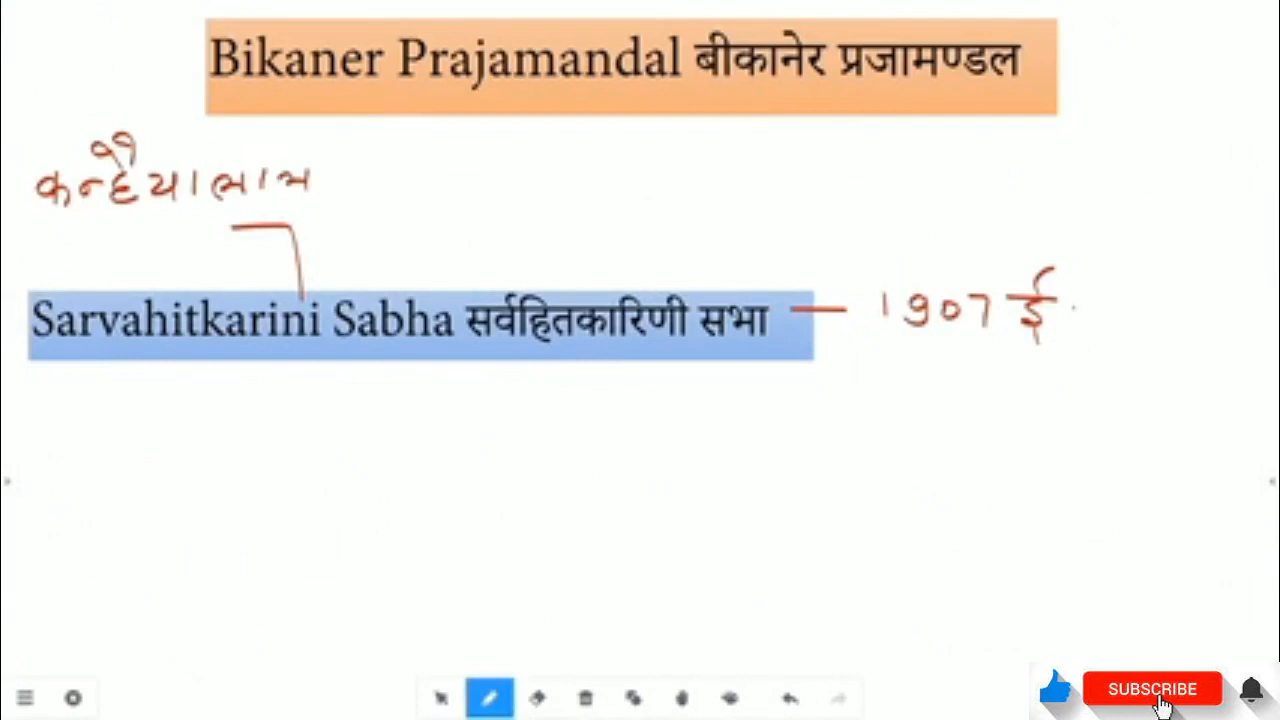 Bikaner Prajamandal बीकानेर प्रजामण्डल
कन्हैयालाल
Sarvahitkarini Sabha सर्वहितकारिणी सभा — 1907 ई
SUBSCRIBE